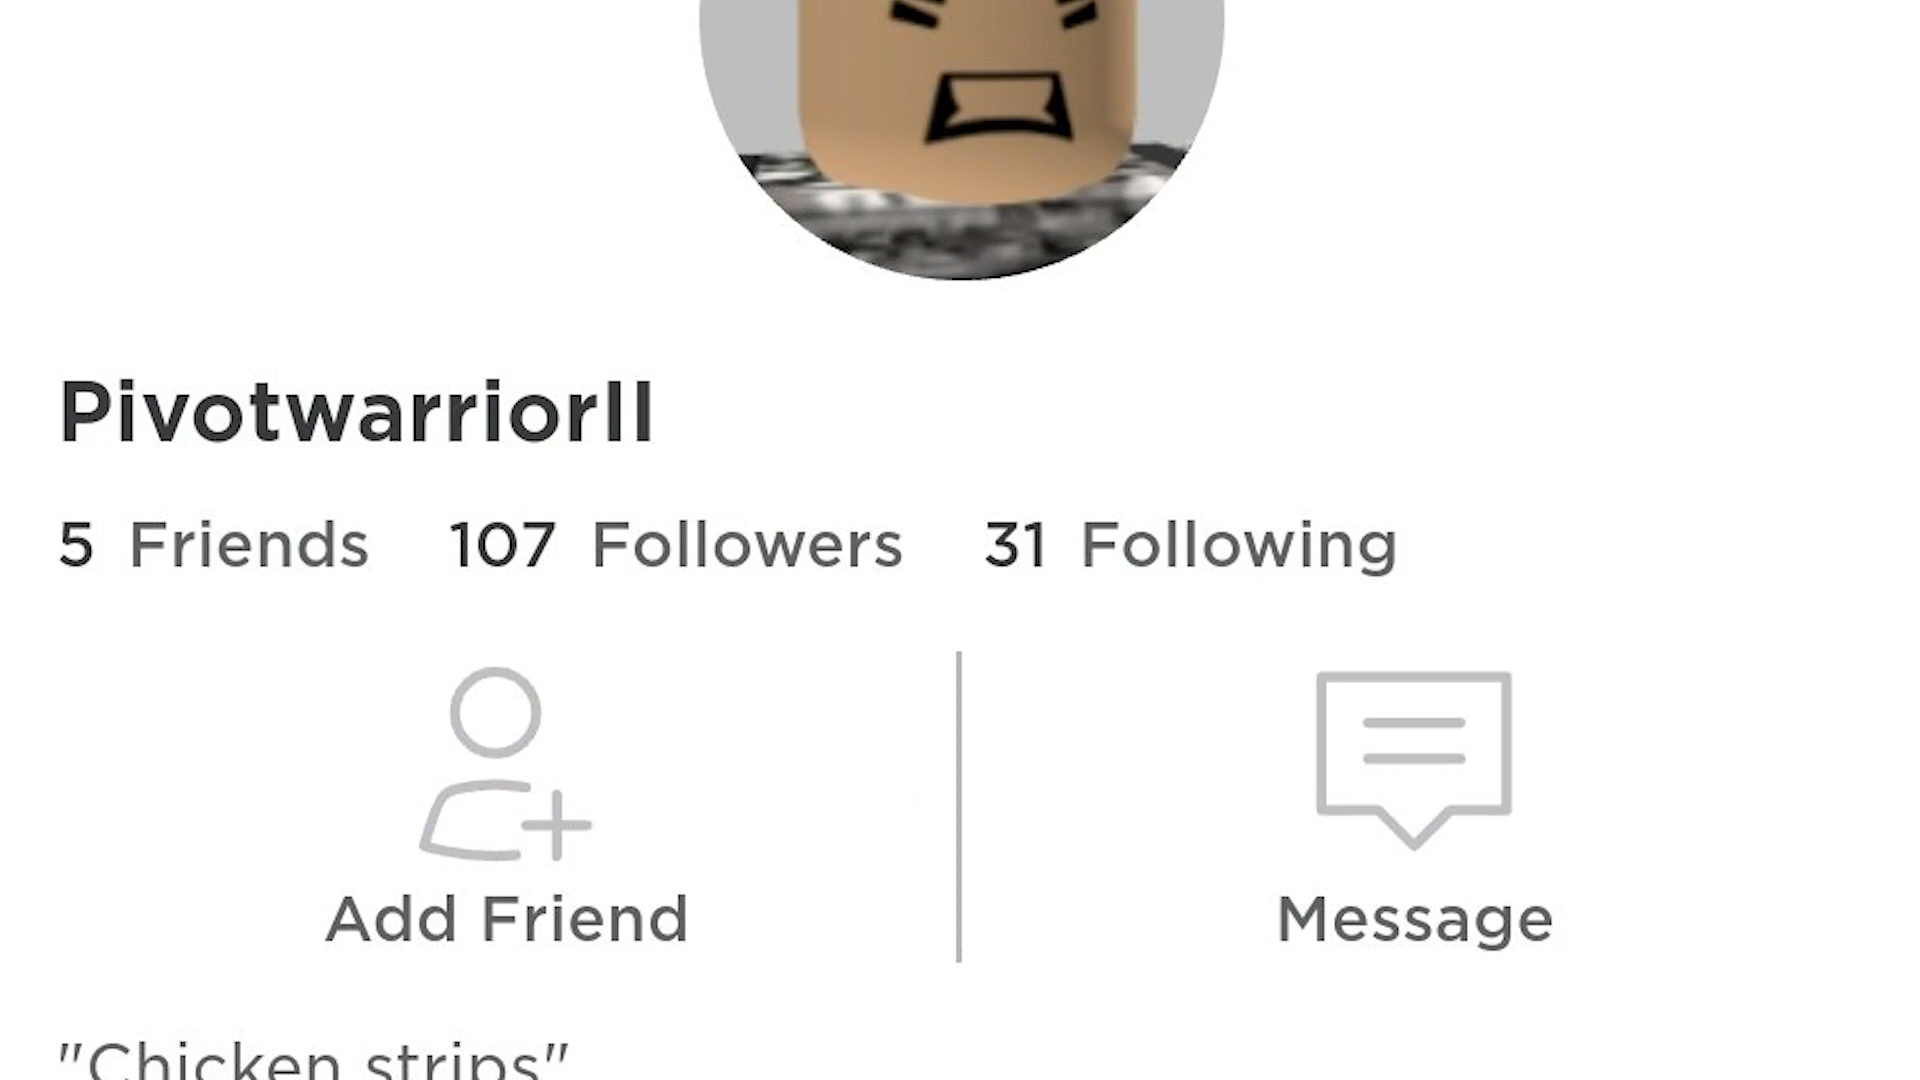 PivotwarriorII
5 Friends 107 Followers 31 Following
Add Friend Message
"Chicken strips"